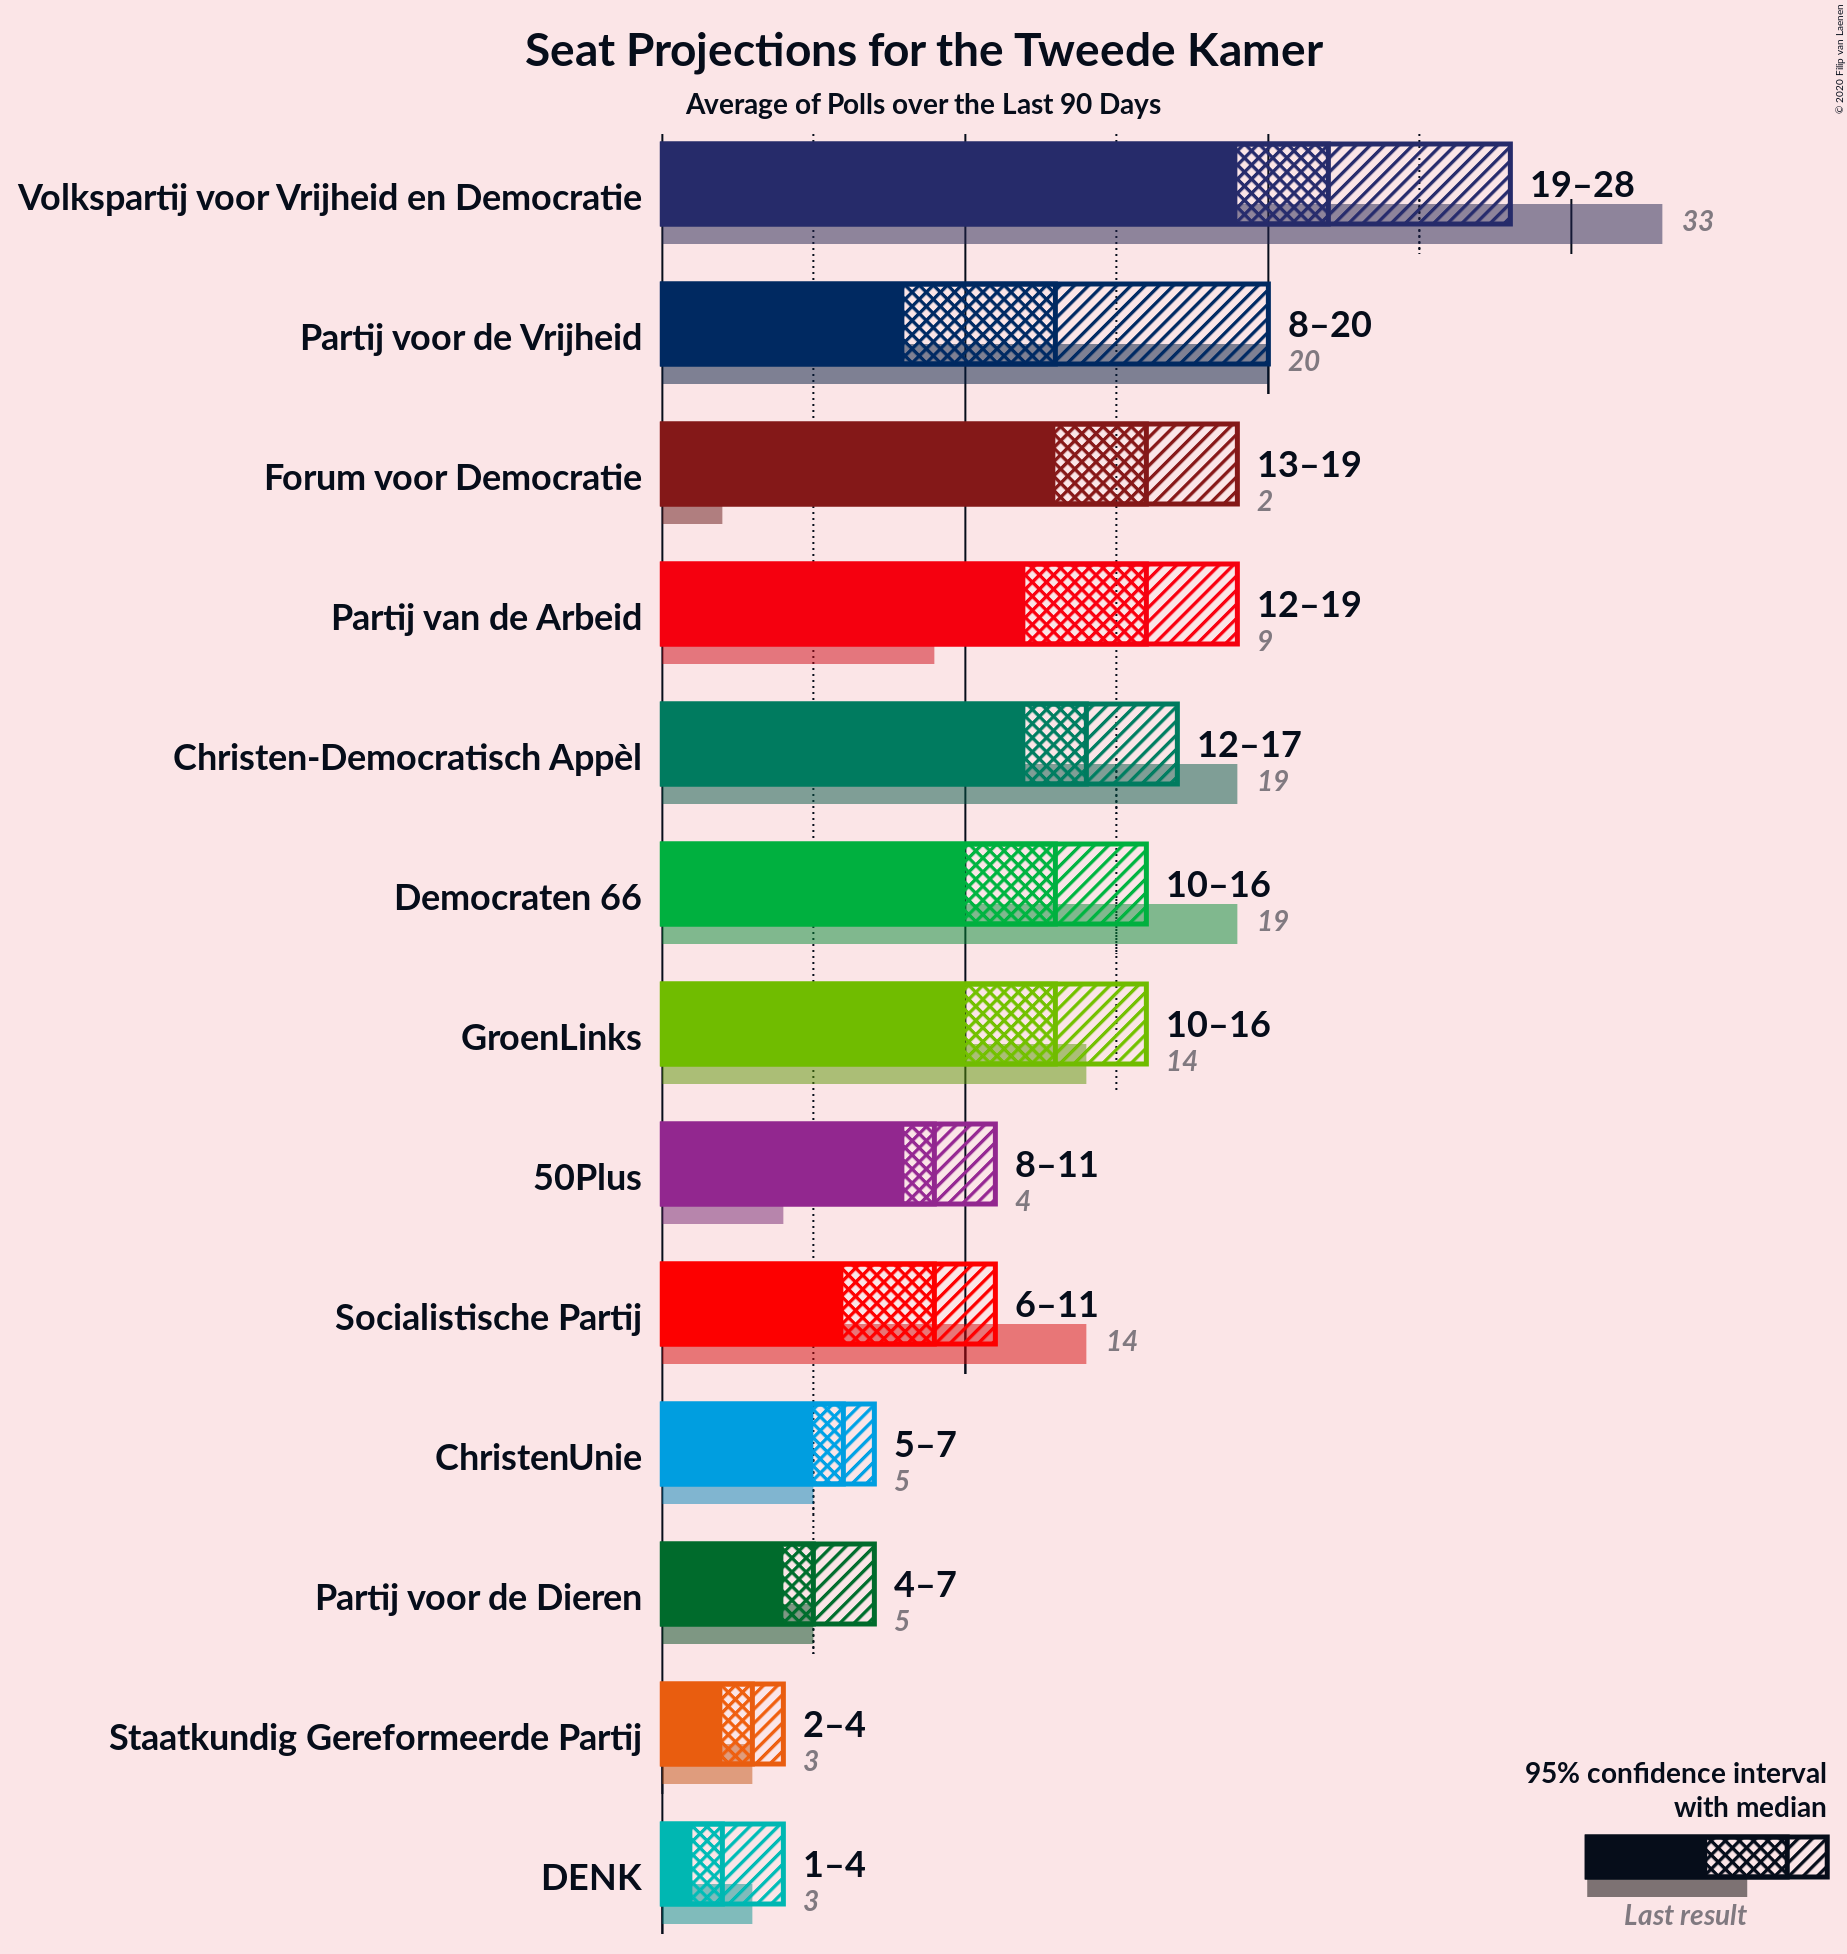 Seat Projections for the Tweede Kamer
Average of Polls over the Last 90 Days
© 2020 Filip van Laenen
Volkspartij voor Vrijheid en Democratie
19–28
33
Partij voor de Vrijheid
8–20
20
Forum voor Democratie
13–19
2
Partij van de Arbeid
12–19
9
Christen-Democratisch Appèl
12–17
19
Democraten 66
10–16
19
GroenLinks
10–16
14
50Plus
8–11
4
Socialistische Partij
6–11
14
ChristenUnie
5–7
5
Partij voor de Dieren
4–7
5
Staatkundig Gereformeerde Partij
2–4
3
DENK
1–4
3
95% confidence interval
with median
Last result